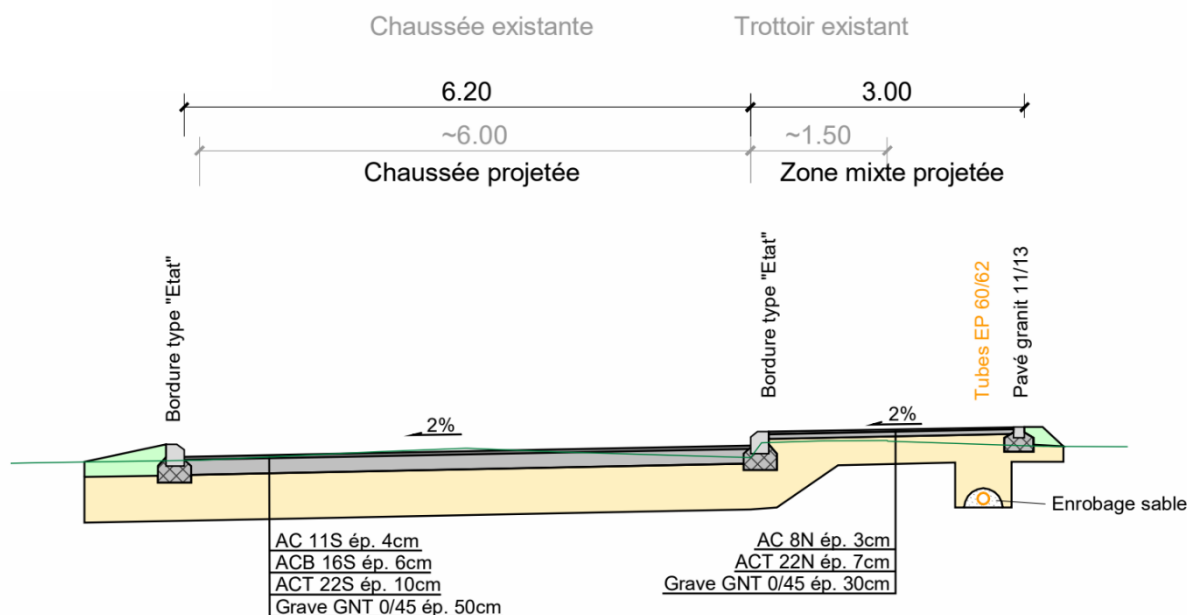 Chaussée existante
Trottoir existant
6.20
3.00
~6.00
~1.50
Chaussée projetée
Zone mixte projetée
Bordure type "Etat"
Bordure type "Etat"
Tubes EP 60/62
Pavé granit 11/13
2%
2%
Enrobage sable
AC 11S ép. 4cm
ACB 16S ép. 6cm
ACT 22S ép. 10cm
Grave GNT 0/45 ép. 50cm
AC 8N ép. 3cm
ACT 22N ép. 7cm
Grave GNT 0/45 ép. 30cm